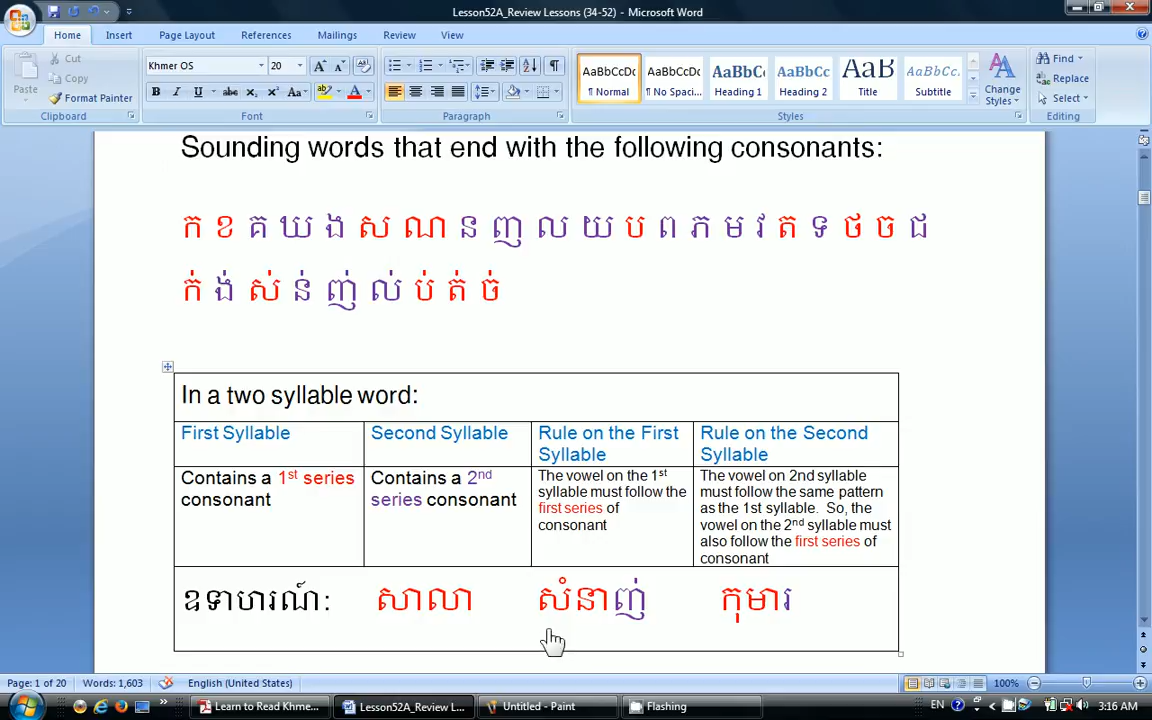 Lesson52A_Review Lessons (34-52) - Microsoft Word
Home Insert Page Layout References Mailings Review View
Cut
Copy
Format Painter
Paste
Clipboard
Khmer OS 20
Font
Paragraph
AaBbCcDc AaBbCcDc AaBbCc AaBbCc AaB AaBbCc
¶ Normal ¶ No Spaci... Heading 1 Heading 2 Title Subtitle
Styles
Change Styles
Find
Replace
Select
Editing
Sounding words that end with the following consonants:
ក ខ គ ឃ ង ស ណ ន ញ ល យ ប ព ភ ម វ ត ទ ថ ច ជ
ក់ ង់ ស់ ន់ ញ់ ល់ ប់ ត់ ច់
In a two syllable word:
First Syllable
Second Syllable
Rule on the First
Syllable
Rule on the Second
Syllable
Contains a 1st series
consonant
Contains a 2nd
series consonant
The vowel on the 1st
syllable must follow the
first series of
consonant
The vowel on 2nd syllable
must follow the same pattern
as the 1st syllable. So, the
vowel on the 2nd syllable must
also follow the first series of
consonant
ឧទាហរណ៍: សាលា សំនាញ់ កុមារ
Page: 1 of 20 Words: 1,603 English (United States) 100%
Learn to Read Khme... Lesson52A_Review L... Untitled - Paint Flashing EN 3:16 AM